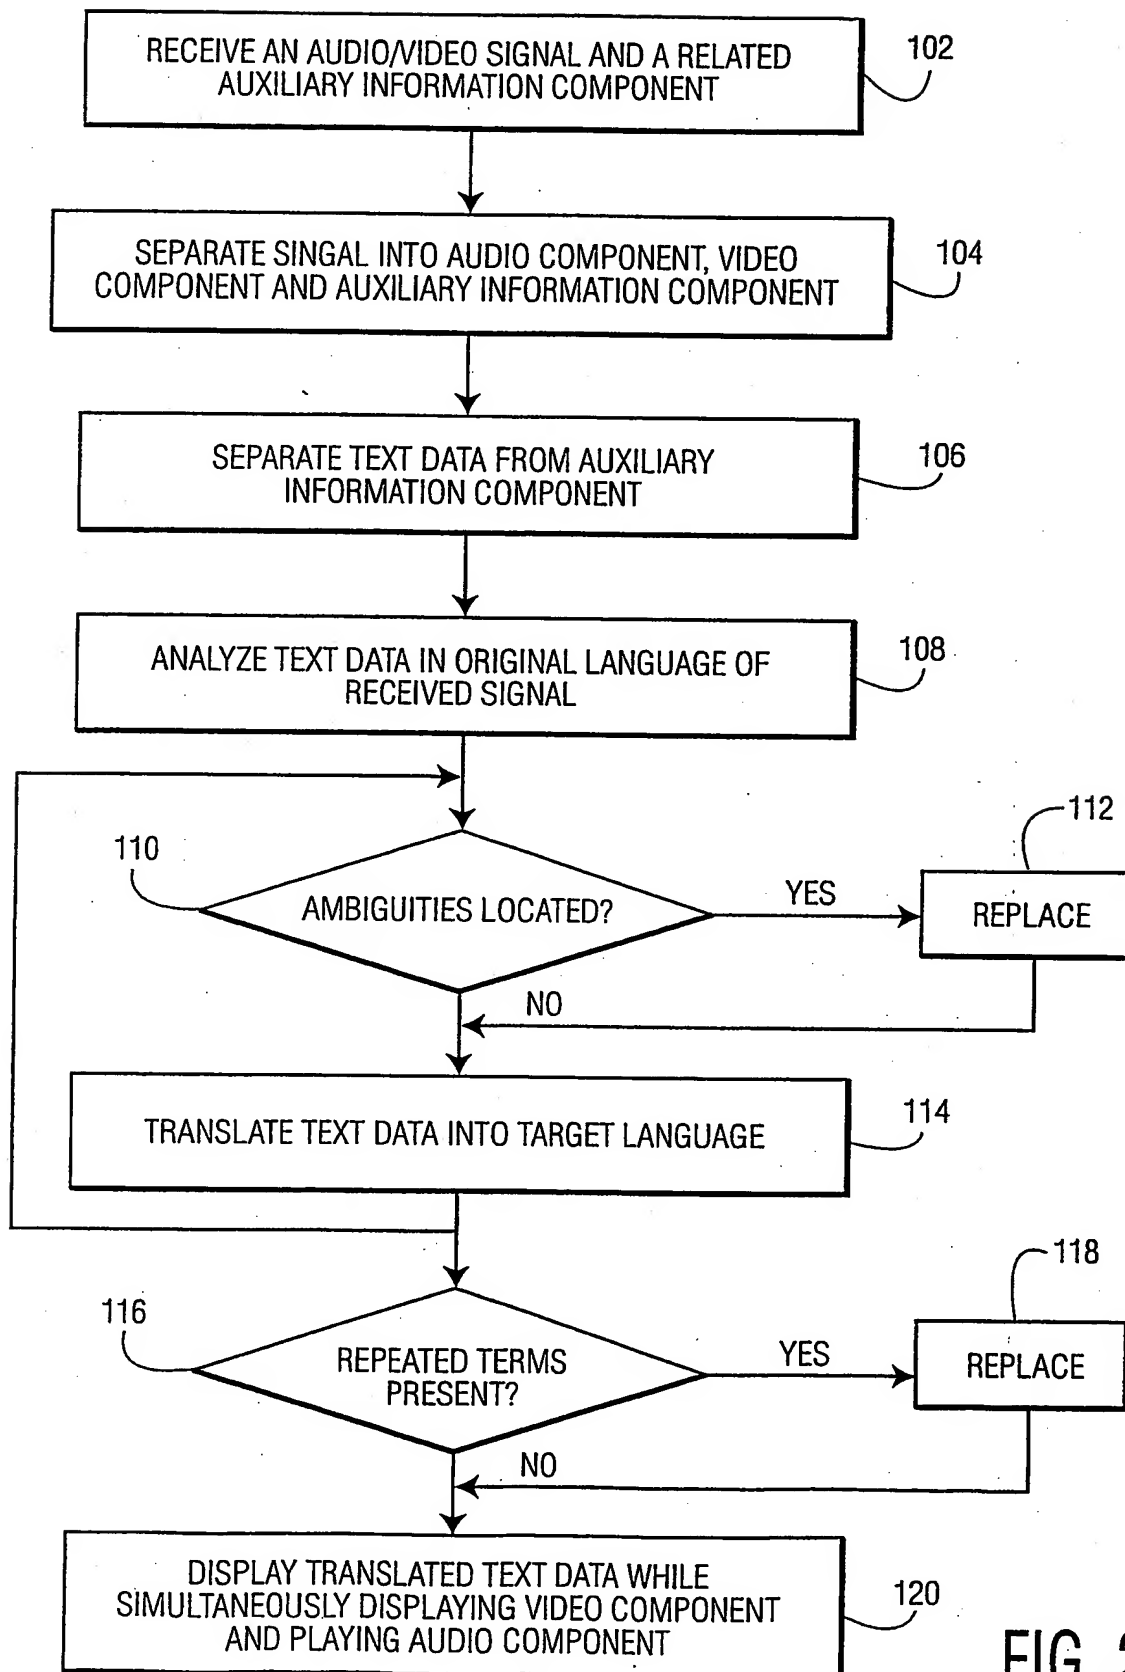 RECEIVE AN AUDIO/VIDEO SIGNAL AND A RELATED
AUXILIARY INFORMATION COMPONENT
102
SEPARATE SINGAL INTO AUDIO COMPONENT, VIDEO
COMPONENT AND AUXILIARY INFORMATION COMPONENT
104
SEPARATE TEXT DATA FROM AUXILIARY
INFORMATION COMPONENT
106
ANALYZE TEXT DATA IN ORIGINAL LANGUAGE OF
RECEIVED SIGNAL
108
110
AMBIGUITIES LOCATED?
YES
112
REPLACE
NO
TRANSLATE TEXT DATA INTO TARGET LANGUAGE
114
116
REPEATED TERMS
PRESENT?
YES
118
REPLACE
NO
DISPLAY TRANSLATED TEXT DATA WHILE
SIMULTANEOUSLY DISPLAYING VIDEO COMPONENT
AND PLAYING AUDIO COMPONENT
120
FIG.